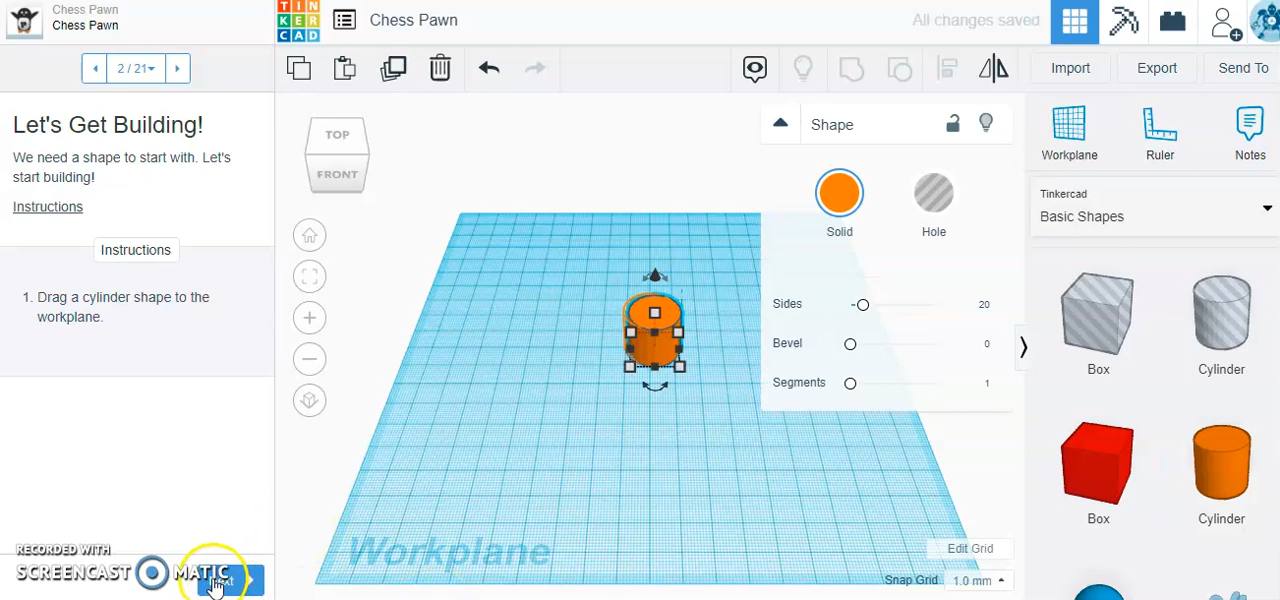 Chess Pawn
Chess Pawn
TIN
KER
CAD
Chess Pawn
All changes saved
2 / 21
Import
Export
Send To
Let's Get Building!
We need a shape to start with. Let's
start building!
Instructions
Instructions
1. Drag a cylinder shape to the
workplane.
TOP
FRONT
Shape
Solid
Hole
Sides
20
Bevel
0
Segments
1
Workplane
Edit Grid
Snap Grid
1.0 mm
Workplane
Ruler
Notes
Tinkercad
Basic Shapes
Box
Cylinder
Box
Cylinder
RECORDED WITH
SCREENCAST MATIC